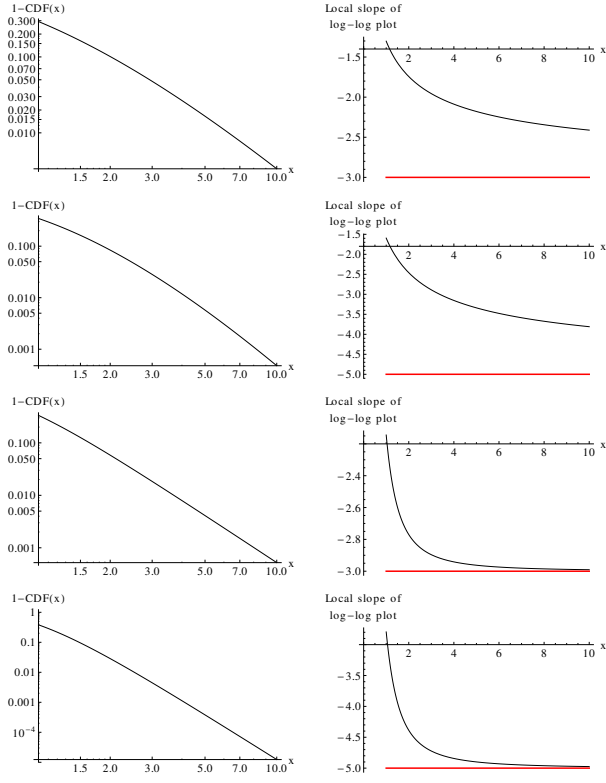 1−CDF(x)
0.300
0.200
0.150
0.100
0.070
0.050
0.030
0.020
0.015
0.010
1.5 2.0 3.0 5.0 7.0 10.0 x
Local slope of
log−log plot
2 4 6 8 10 x
−1.5
−2.0
−2.5
−3.0
1−CDF(x)
0.100
0.050
0.010
0.005
0.001
1.5 2.0 3.0 5.0 7.0 10.0 x
Local slope of
log−log plot
−1.5
2 4 6 8 10 x
−2.0
−2.5
−3.0
−3.5
−4.0
−4.5
−5.0
1−CDF(x)
0.100
0.050
0.010
0.005
0.001
1.5 2.0 3.0 5.0 7.0 10.0 x
Local slope of
log−log plot
2 4 6 8 10 x
−2.4
−2.6
−2.8
−3.0
1−CDF(x)
1
0.1
0.01
0.001
10⁻⁴
1.5 2.0 3.0 5.0 7.0 10.0 x
Local slope of
log−log plot
2 4 6 8 10 x
−3.5
−4.0
−4.5
−5.0